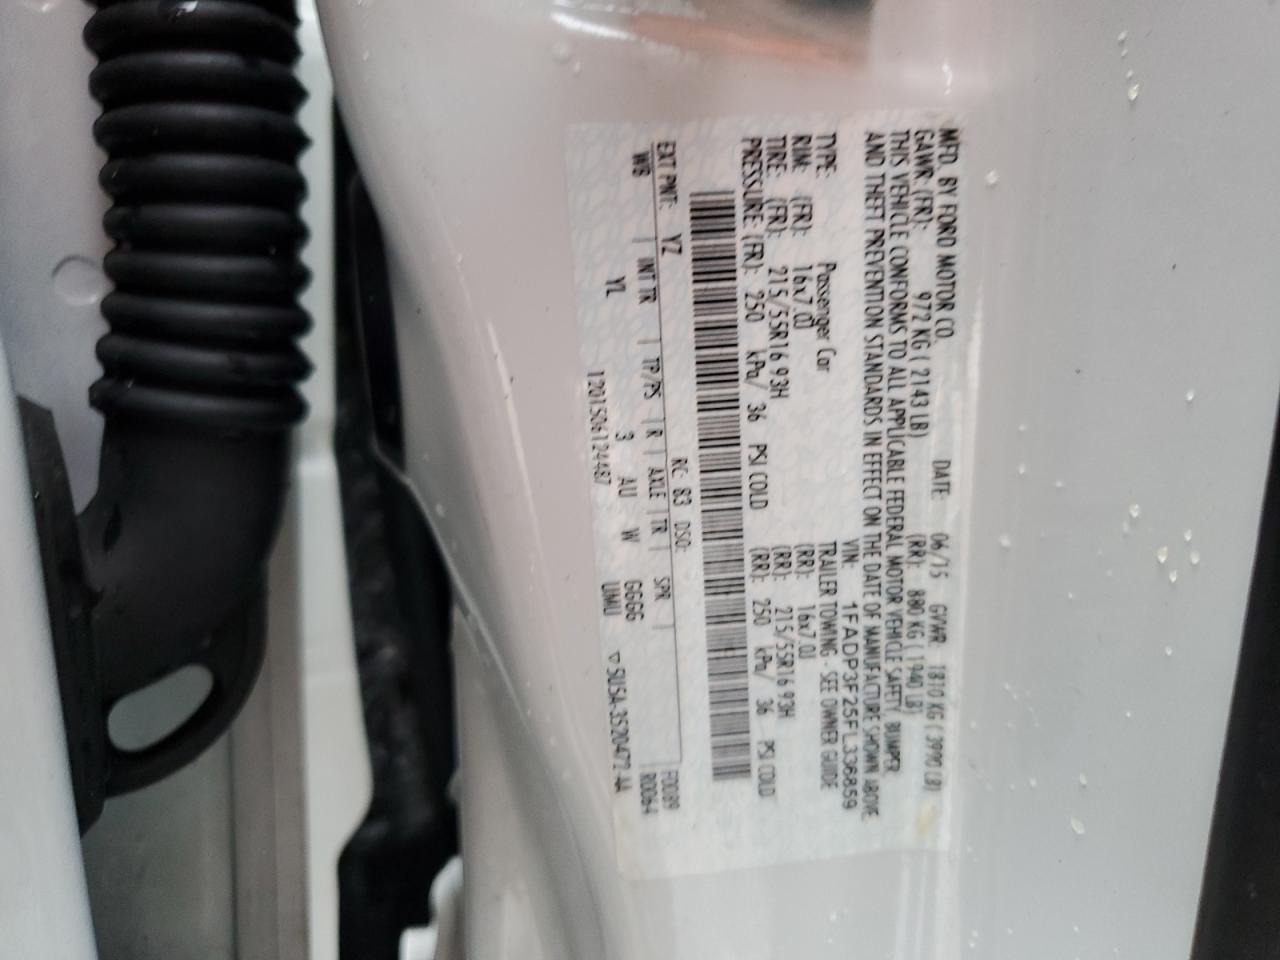 MFD. BY FORD MOTOR CO. DATE: 06/15 GVWR: 1810 KG ( 3990 LB)
GAWR: (FR): 972 KG ( 2143 LB) (RR): 880 KG ( 1940 LB)
THIS VEHICLE CONFORMS TO ALL APPLICABLE FEDERAL MOTOR VEHICLE SAFETY, BUMPER,
AND THEFT PREVENTION STANDARDS IN EFFECT ON THE DATE OF MANUFACTURE SHOWN ABOVE.
VIN: 1FADP3F25FL336859
TYPE: Passenger Car TRAILER TOWING - SEE OWNER GUIDE
RIM: (FR): 16x7.0J (RR): 16x7.0J
TIRE: (FR): 215/55R16 93H (RR): 215/55R16 93H
PRESSURE: (FR): 250 kPa/ 36 PSI COLD (RR): 250 kPa/ 36 PSI COLD
EXT PNT: YZ RC: 83 DSO: F0089
WB | INT TR | TP/PS | R | AXLE | TR | SPR | R0064
YL 3 AU W GGGG
1201506124487 UMU ▽5U5A-3520472-AA